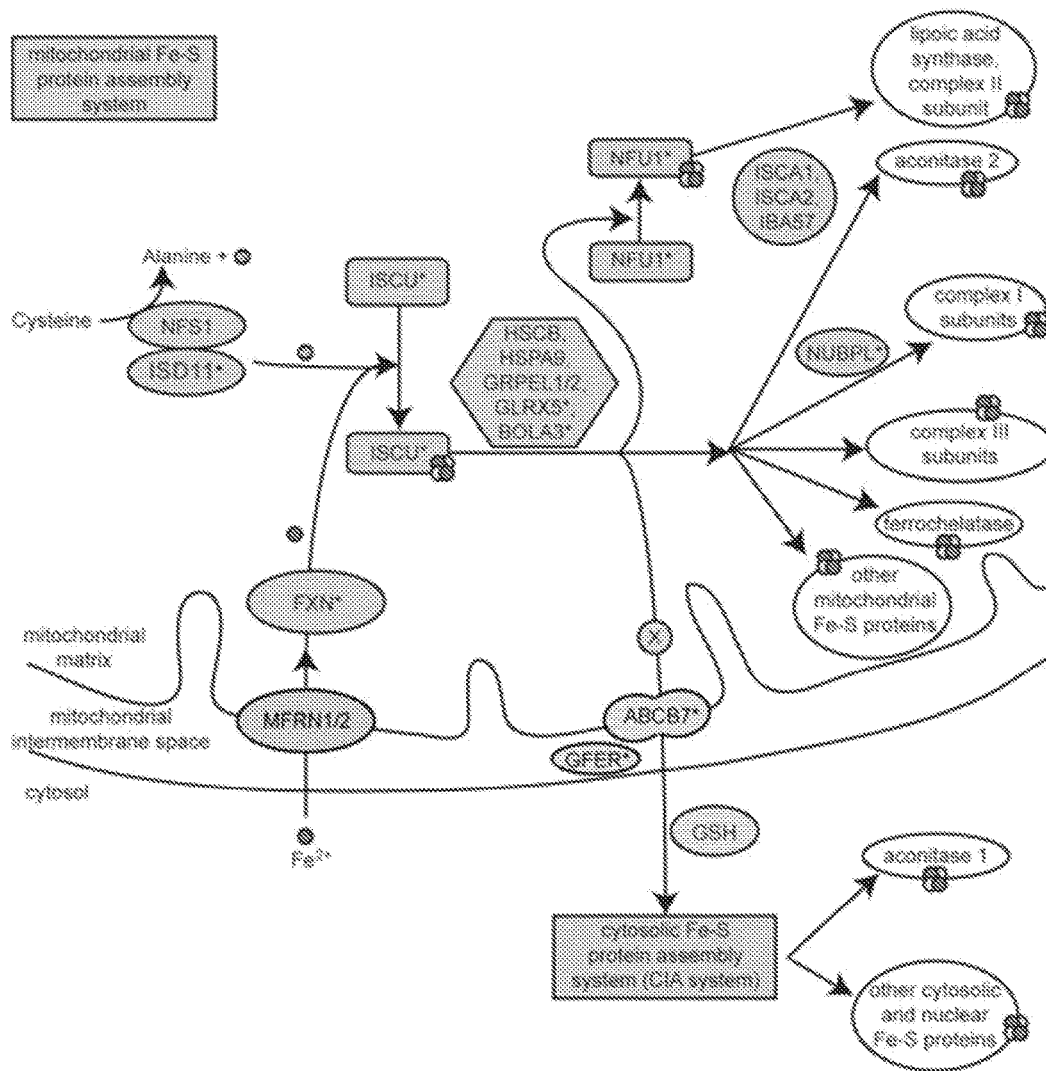 mitochondrial Fe-S
protein assembly
system
lipoic acid
synthase,
complex II
subunit
NFU1*
ISCA1
ISCA2
IBA57
aconitase 2
NFU1*
Alanine +
ISCU*
Cysteine
NFS1
ISD11*
HSCB,
HSPA9,
GRPEL1/2,
GLRX5*
BOLA3*
complex I
subunits
NUBPL*
ISCU*
complex III
subunits
ferrochelatase
FXN*
other
mitochondrial
Fe-S proteins
mitochondrial
matrix
X
mitochondrial
intermembrane space
MFRN1/2
ABCB7*
GFER*
cytosol
GSH
Fe²⁺
aconitase 1
cytosolic Fe-S
protein assembly
system (CIA system)
other cytosolic
and nuclear
Fe-S proteins